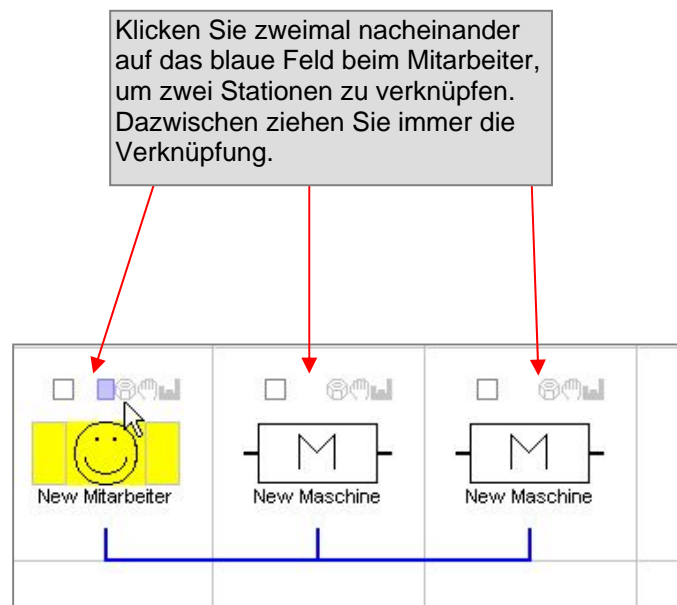 Klicken Sie zweimal nacheinander
auf das blaue Feld beim Mitarbeiter,
um zwei Stationen zu verknüpfen.
Dazwischen ziehen Sie immer die
Verknüpfung.
M
M
New Mitarbeiter
New Maschine
New Maschine